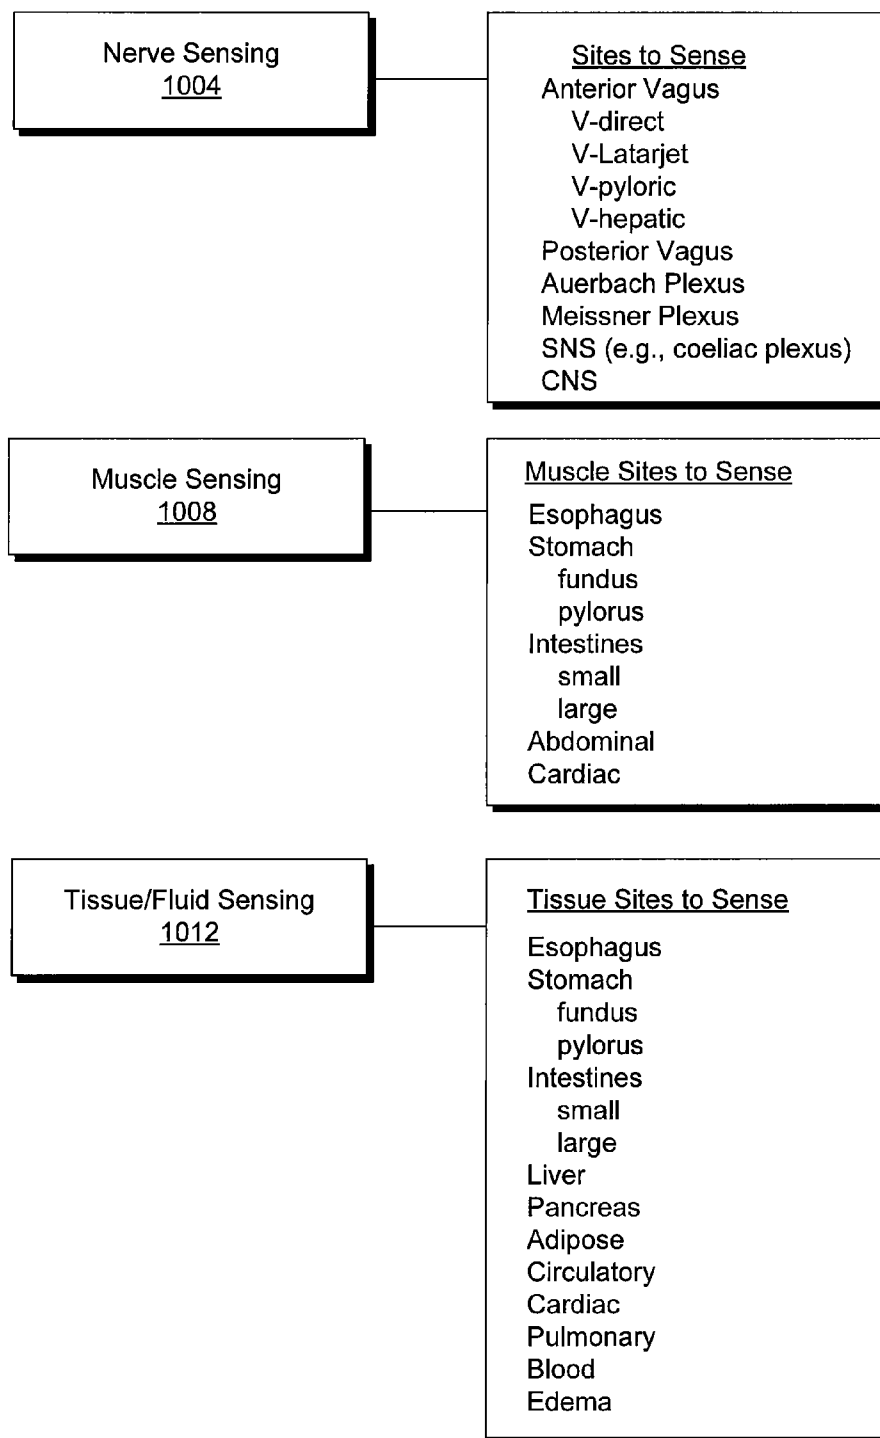 Nerve Sensing
1004
Sites to Sense
Anterior Vagus
V-direct
V-Latarjet
V-pyloric
V-hepatic
Posterior Vagus
Auerbach Plexus
Meissner Plexus
SNS (e.g., coeliac plexus)
CNS
Muscle Sensing
1008
Muscle Sites to Sense
Esophagus
Stomach
fundus
pylorus
Intestines
small
large
Abdominal
Cardiac
Tissue/Fluid Sensing
1012
Tissue Sites to Sense
Esophagus
Stomach
fundus
pylorus
Intestines
small
large
Liver
Pancreas
Adipose
Circulatory
Cardiac
Pulmonary
Blood
Edema